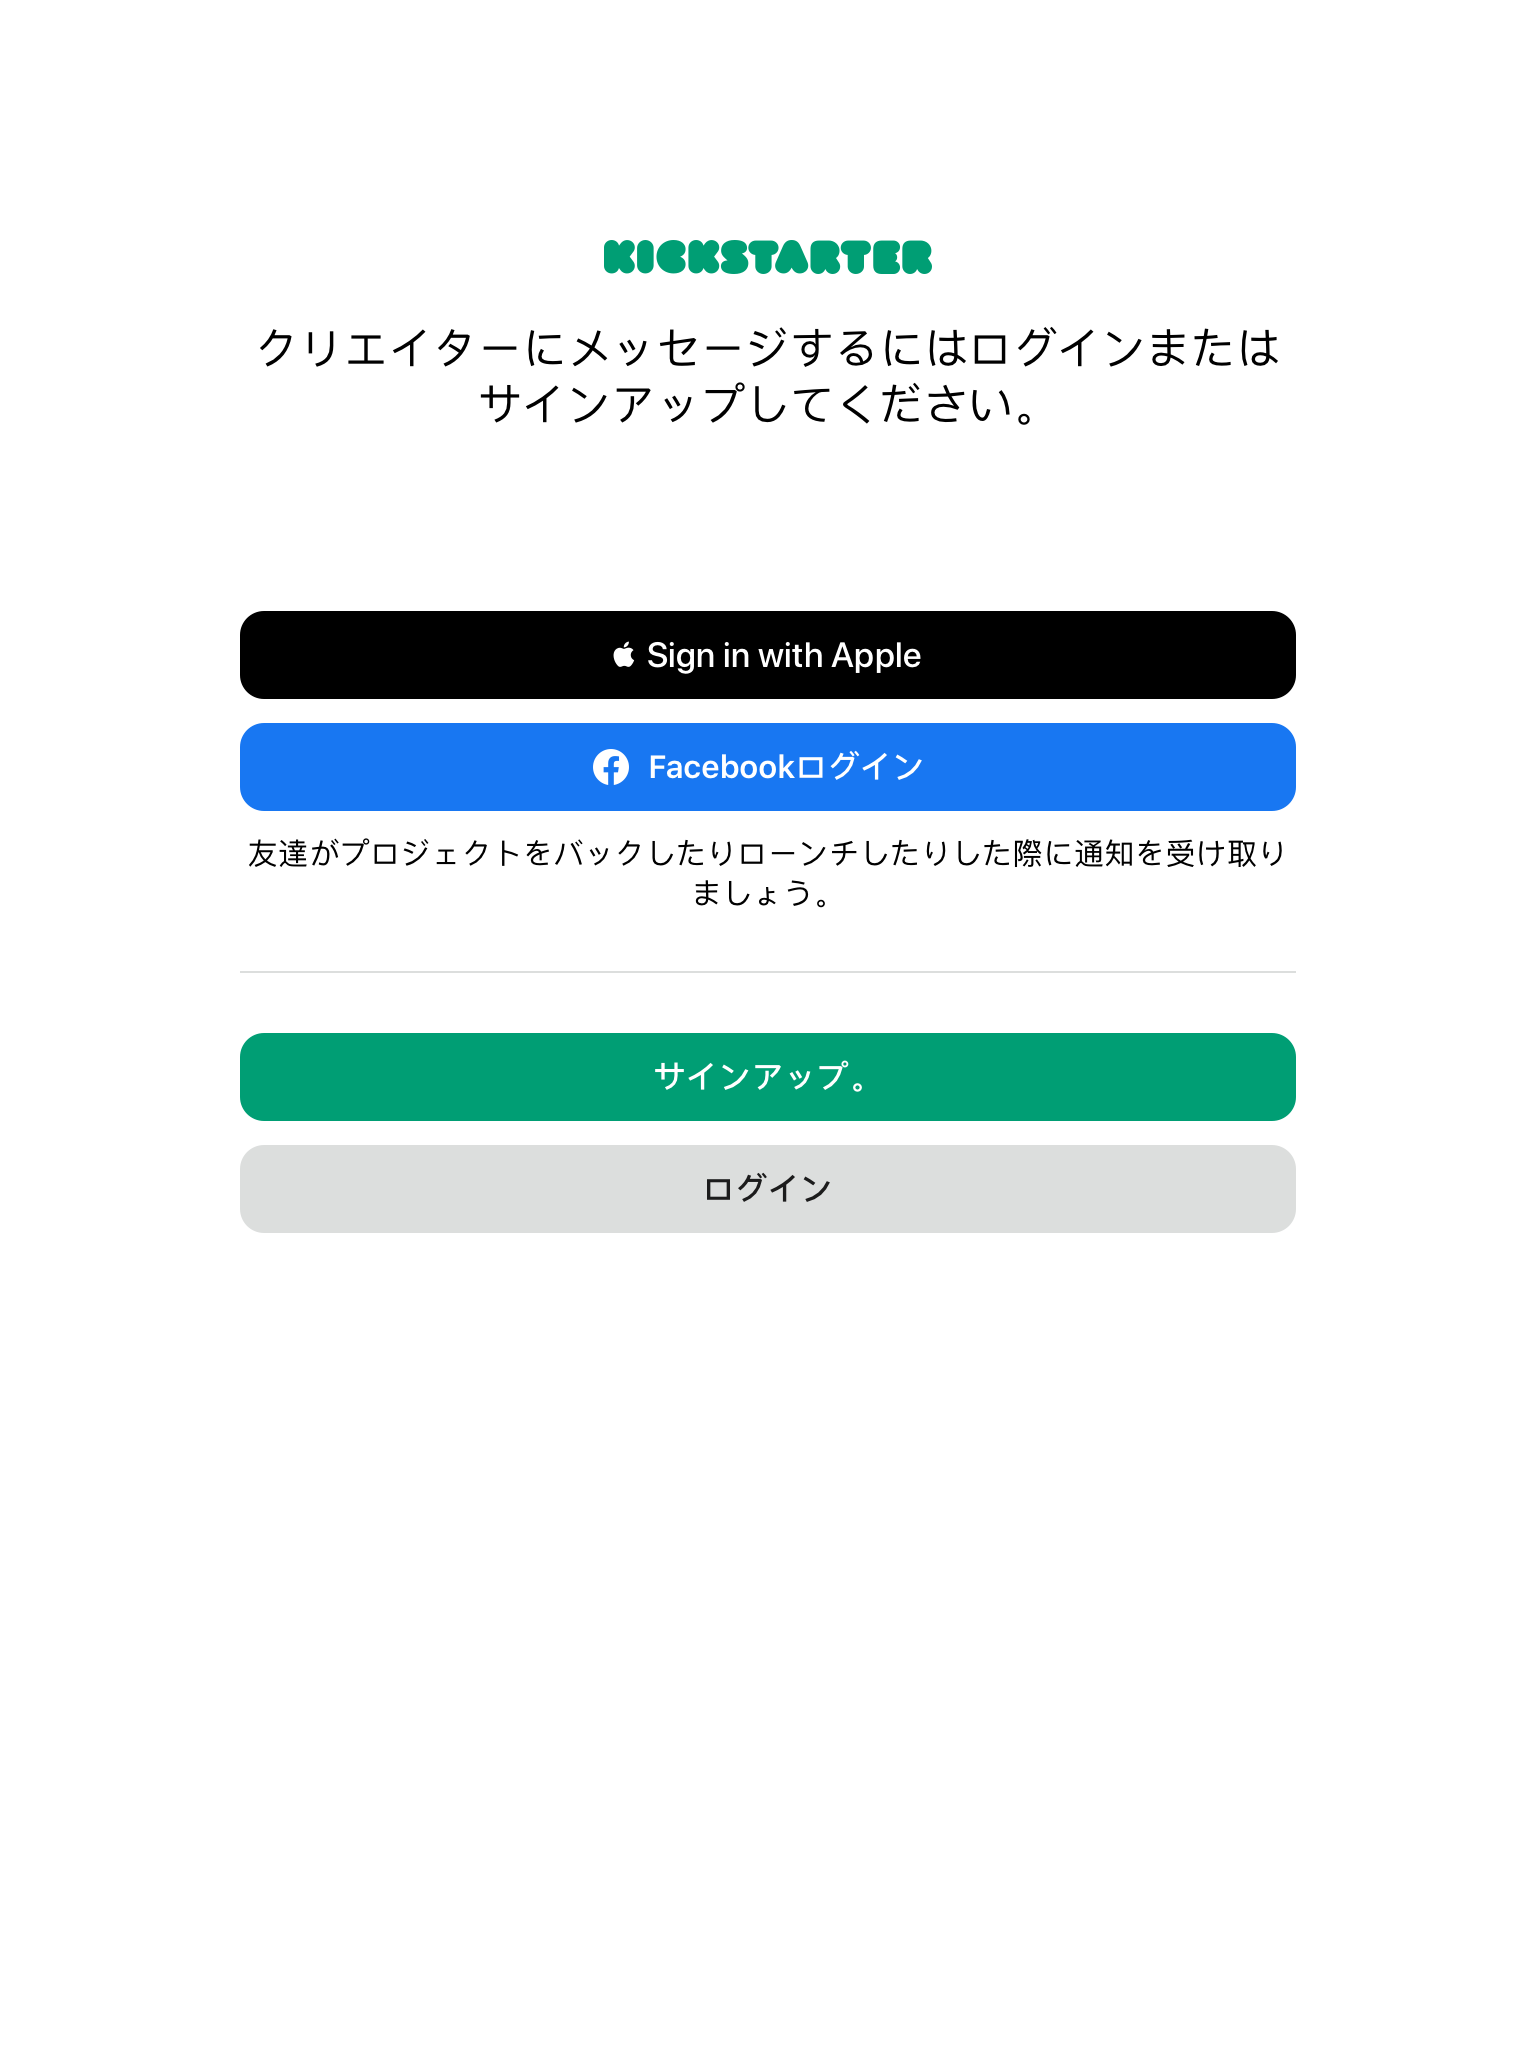 KICKSTARTER
クリエイターにメッセージするにはログインまたは
サインアップしてください。
Sign in with Apple
Facebookログイン
友達がプロジェクトをバックしたりローンチしたりした際に通知を受け取り
ましょう。
サインアップ。
ログイン